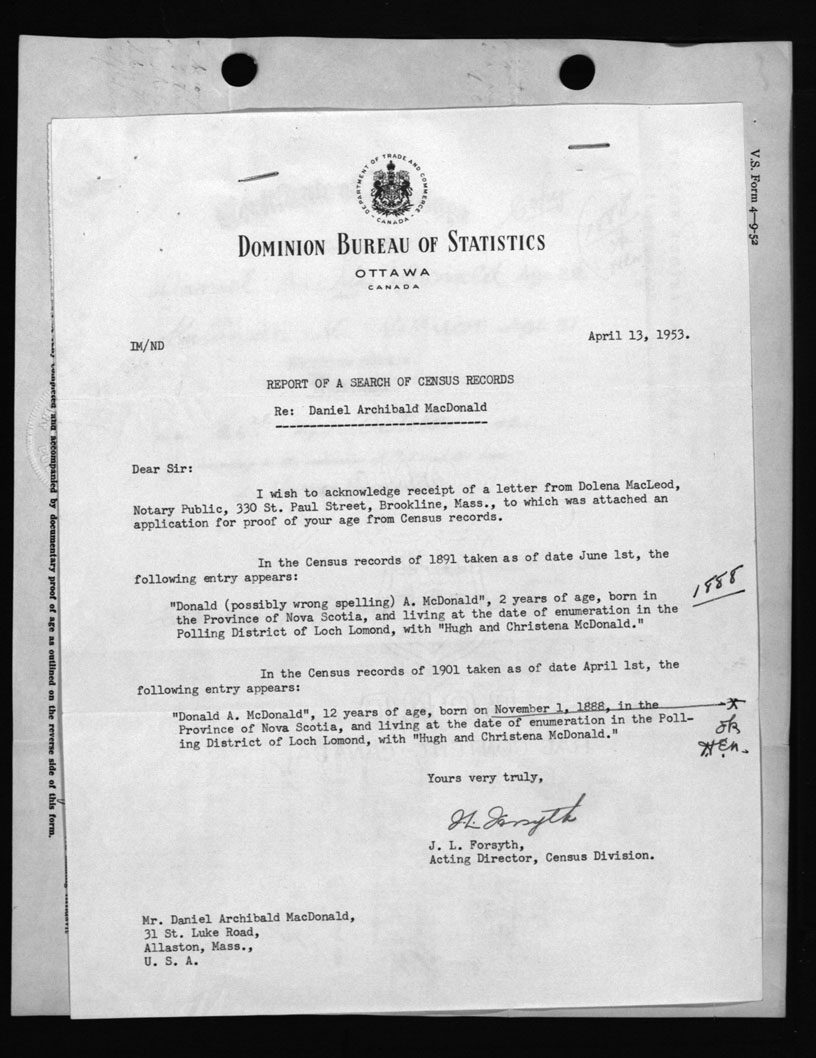 DEPARTMENT OF TRADE AND COMMERCE
CANADA
DOMINION BUREAU OF STATISTICS
OTTAWA
CANADA
V.S. Form 4—9-52
IM/ND
April 13, 1953.
REPORT OF A SEARCH OF CENSUS RECORDS
Re: Daniel Archibald MacDonald
Dear Sir:
I wish to acknowledge receipt of a letter from Dolena MacLeod,
Notary Public, 330 St. Paul Street, Brookline, Mass., to which was attached an
application for proof of your age from Census records.
In the Census records of 1891 taken as of date June 1st, the
following entry appears:
1888
"Donald (possibly wrong spelling) A. McDonald", 2 years of age, born in
the Province of Nova Scotia, and living at the date of enumeration in the
Polling District of Loch Lomond, with "Hugh and Christena McDonald."
In the Census records of 1901 taken as of date April 1st, the
following entry appears:
"Donald A. McDonald", 12 years of age, born on November 1, 1888, in the
Province of Nova Scotia, and living at the date of enumeration in the Poll-
ing District of Loch Lomond, with "Hugh and Christena McDonald."
ok
Yours very truly,
J.L. Forsyth
J. L. Forsyth,
Acting Director, Census Division.
Mr. Daniel Archibald MacDonald,
31 St. Luke Road,
Allaston, Mass.,
U. S. A.
completed and accompanied by documentary proof of age as outlined on the reverse side of this form.